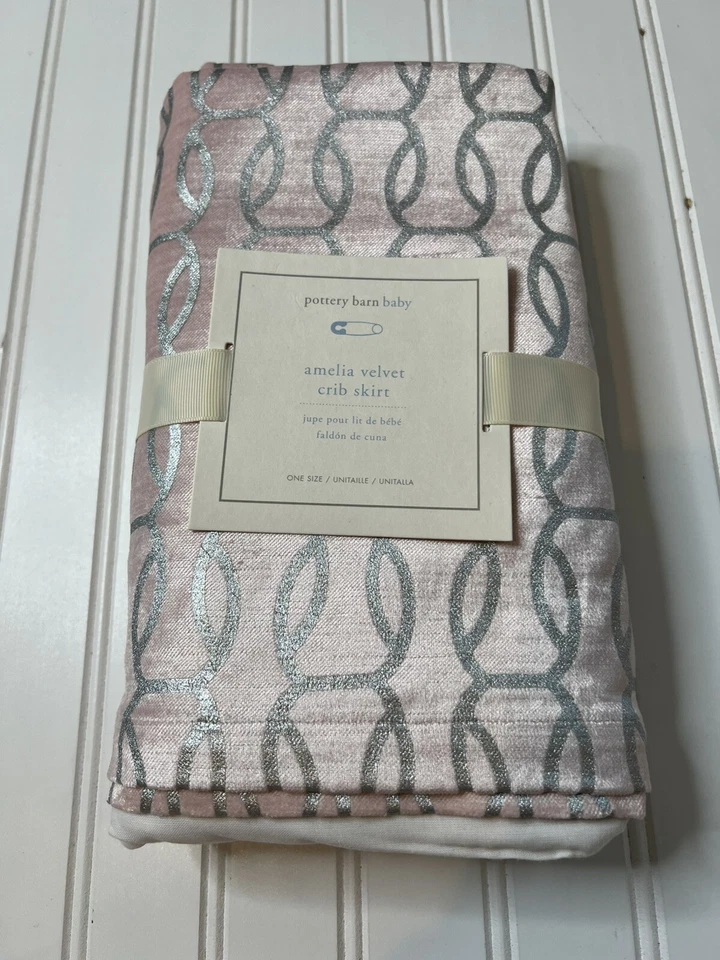 pottery barn baby
amelia velvet
crib skirt
jupe pour lit de bébé
faldón de cuna
ONE SIZE / UNITAILLE / UNITALLA